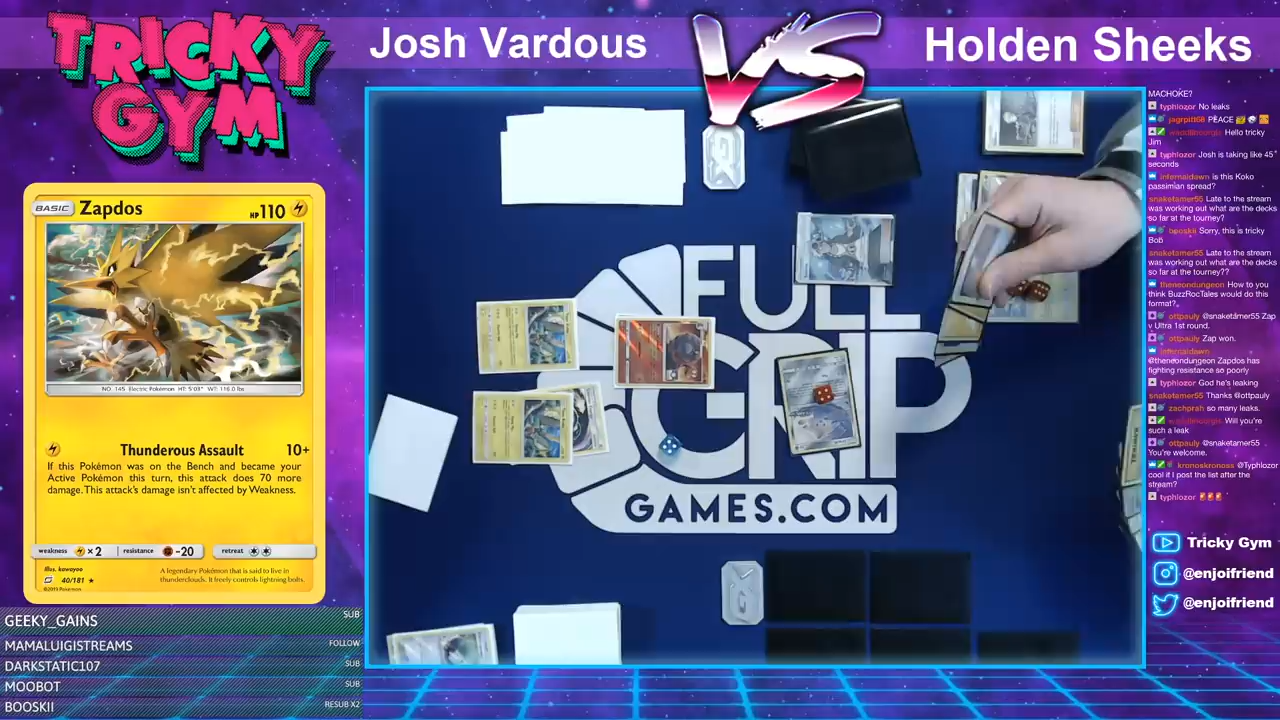 TRICKY
GYM
Josh Vardous
VS
Holden Sheeks
BASIC Zapdos HP110
NO. 145 Electric Pokémon HT: 5'03" WT: 116.0 lbs
Thunderous Assault 10+
If this Pokémon was on the Bench and became your
Active Pokémon this turn, this attack does 70 more
damage. This attack's damage isn't affected by Weakness.
weakness ×2 resistance -20 retreat
Illus. kawayoo
40/181
©2019 Pokémon
A legendary Pokémon that is said to live in
thunderclouds. It freely controls lightning bolts.
GEEKY_GAINS SUB
MAMALUIGISTREAMS FOLLOW
DARKSTATIC107 SUB
MOOBOT SUB
BOOSKII RESUB X2
FULL
GRIP
GAMES.COM
MACHOKE?
typhlozor No leaks
jagrpitt68 PEACE
Hello tricky
Jim
typhlozor Josh is taking like 45
seconds
infernaldawn is this Koko
passimian spread?
snaketamer55 Late to the stream
was working out what are the decks
so far at the tourney?
booskii Sorry, this is tricky
Bob
snaketamer55 Late to the stream
was working out what are the decks
so far at the tourney??
theneondungeon How to you
think BuzzRocTales would do this
format?
ottpauly @snaketamer55 Zap
v Ultra 1st round.
ottpauly Zap won.
infernaldawn
@theneondungeon Zapdos has
fighting resistance so poorly
typhlozor God he's leaking
snaketamer55 Thanks @ottpauly
zachprah so many leaks.
Will you're
such a leak
ottpauly @snaketamer55
You're welcome.
kronoskronoss @Typhlozor
cool if I post the list after the
stream?
typhlozor
Tricky Gym
@enjoifriend
@enjoifriend